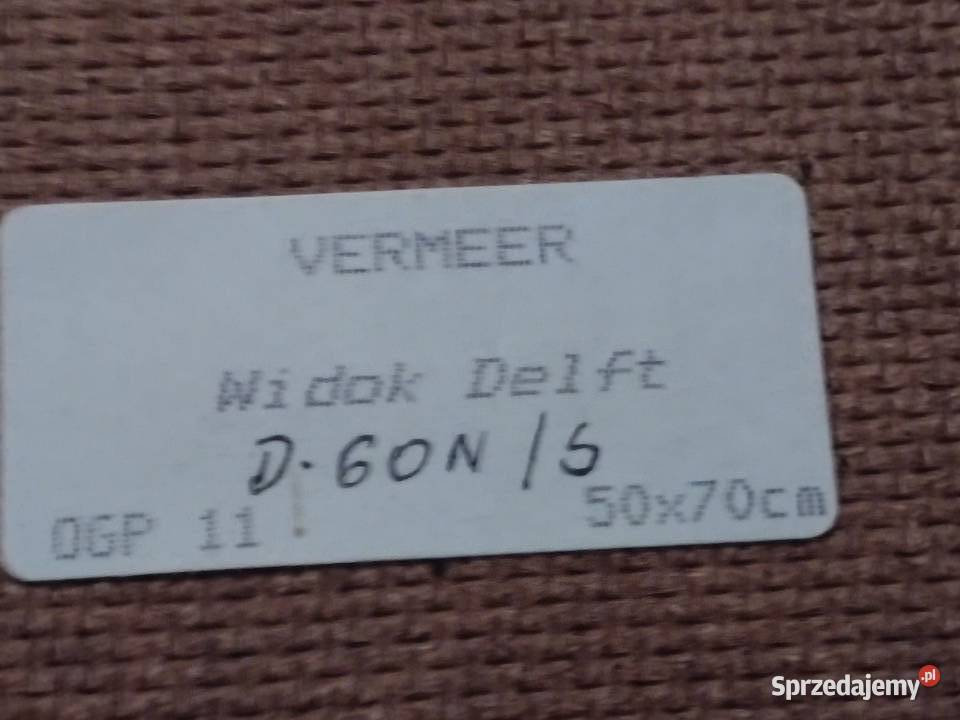 VERMEER
Widok Delft
D-60N/S
OGP 11
50x70cm
Sprzedajemy.pl